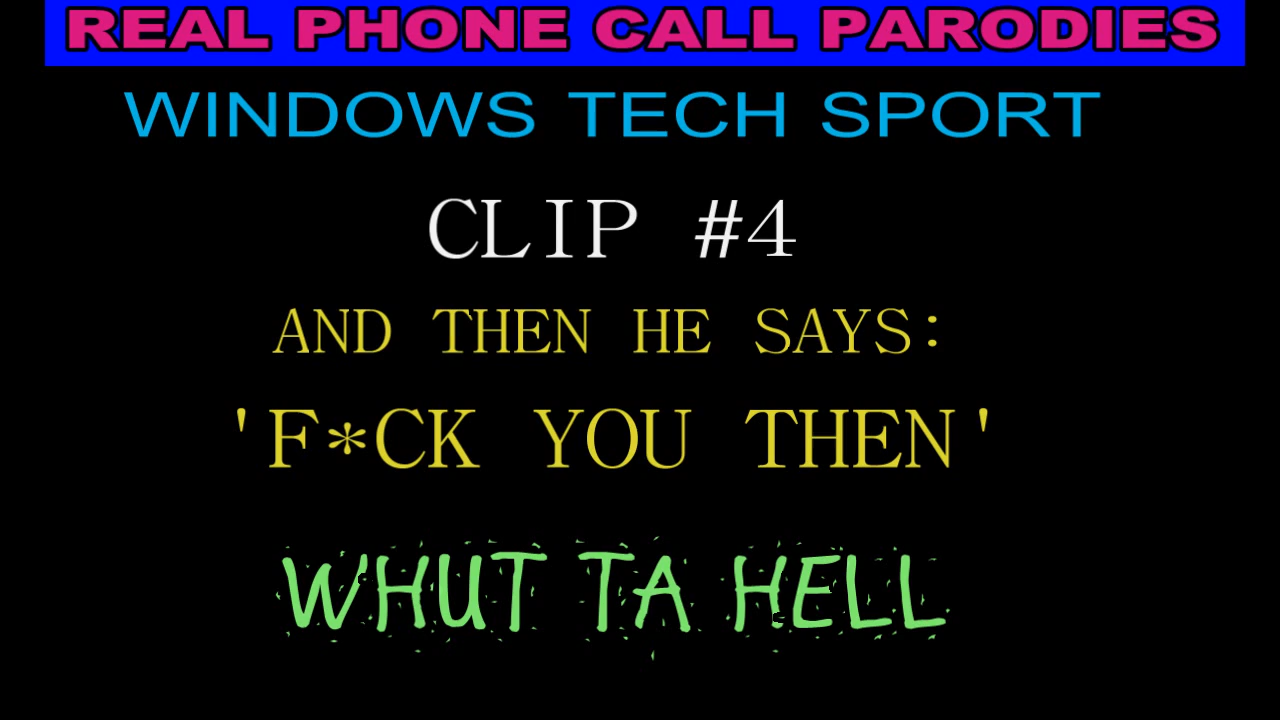 REAL PHONE CALL PARODIES
WINDOWS TECH SPORT
CLIP #4
AND THEN HE SAYS:
'F*CK YOU THEN'
WHUT TA HELL